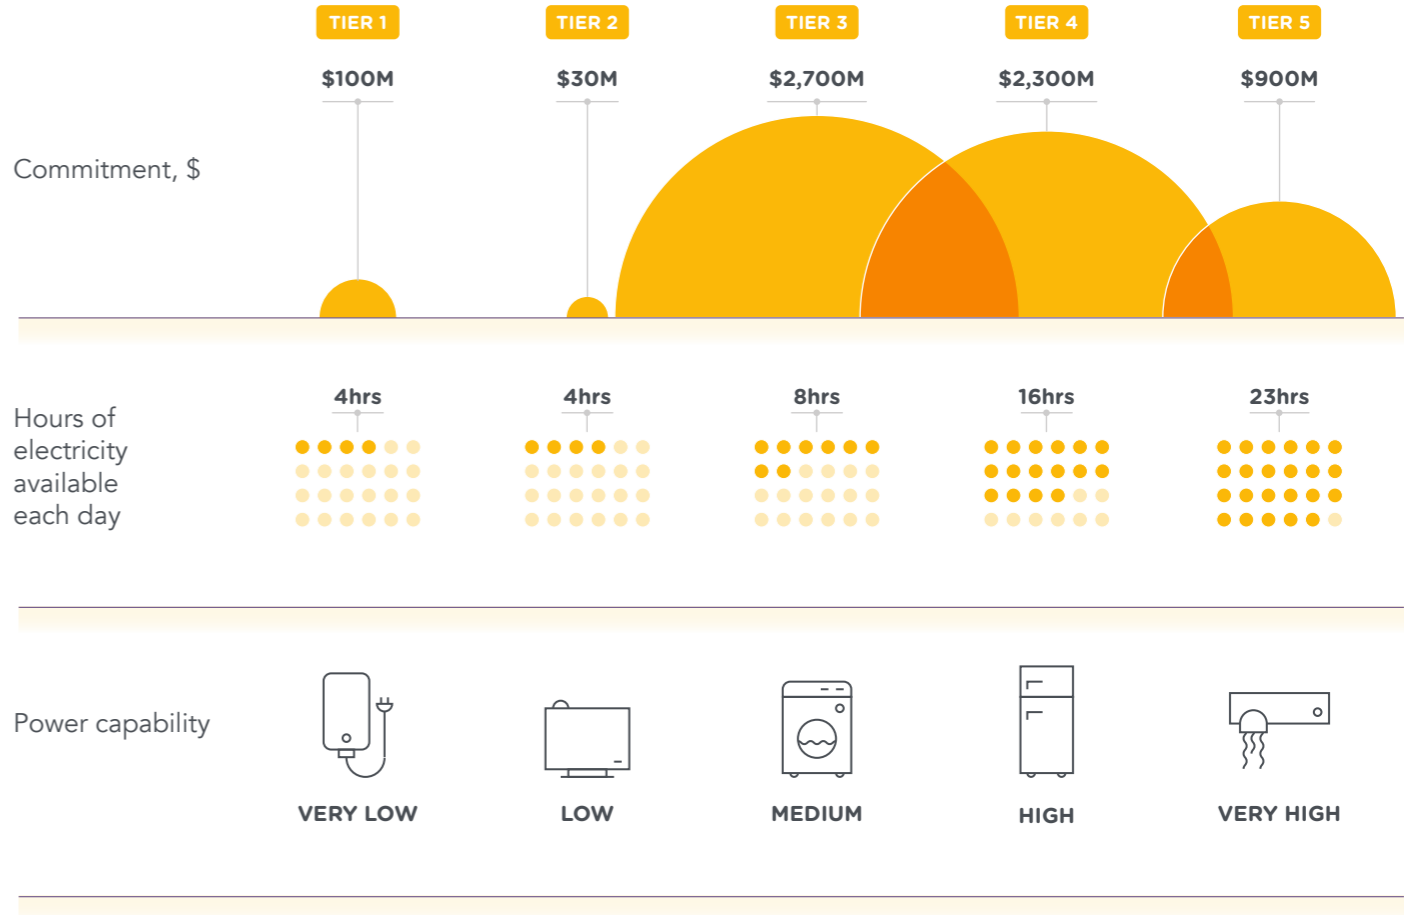 TIER 1
TIER 2
TIER 3
TIER 4
TIER 5
$100M
$30M
$2,700M
$2,300M
$900M
Commitment, $
4hrs
4hrs
8hrs
16hrs
23hrs
Hours of
electricity
available
each day
Power capability
VERY LOW
LOW
MEDIUM
HIGH
VERY HIGH